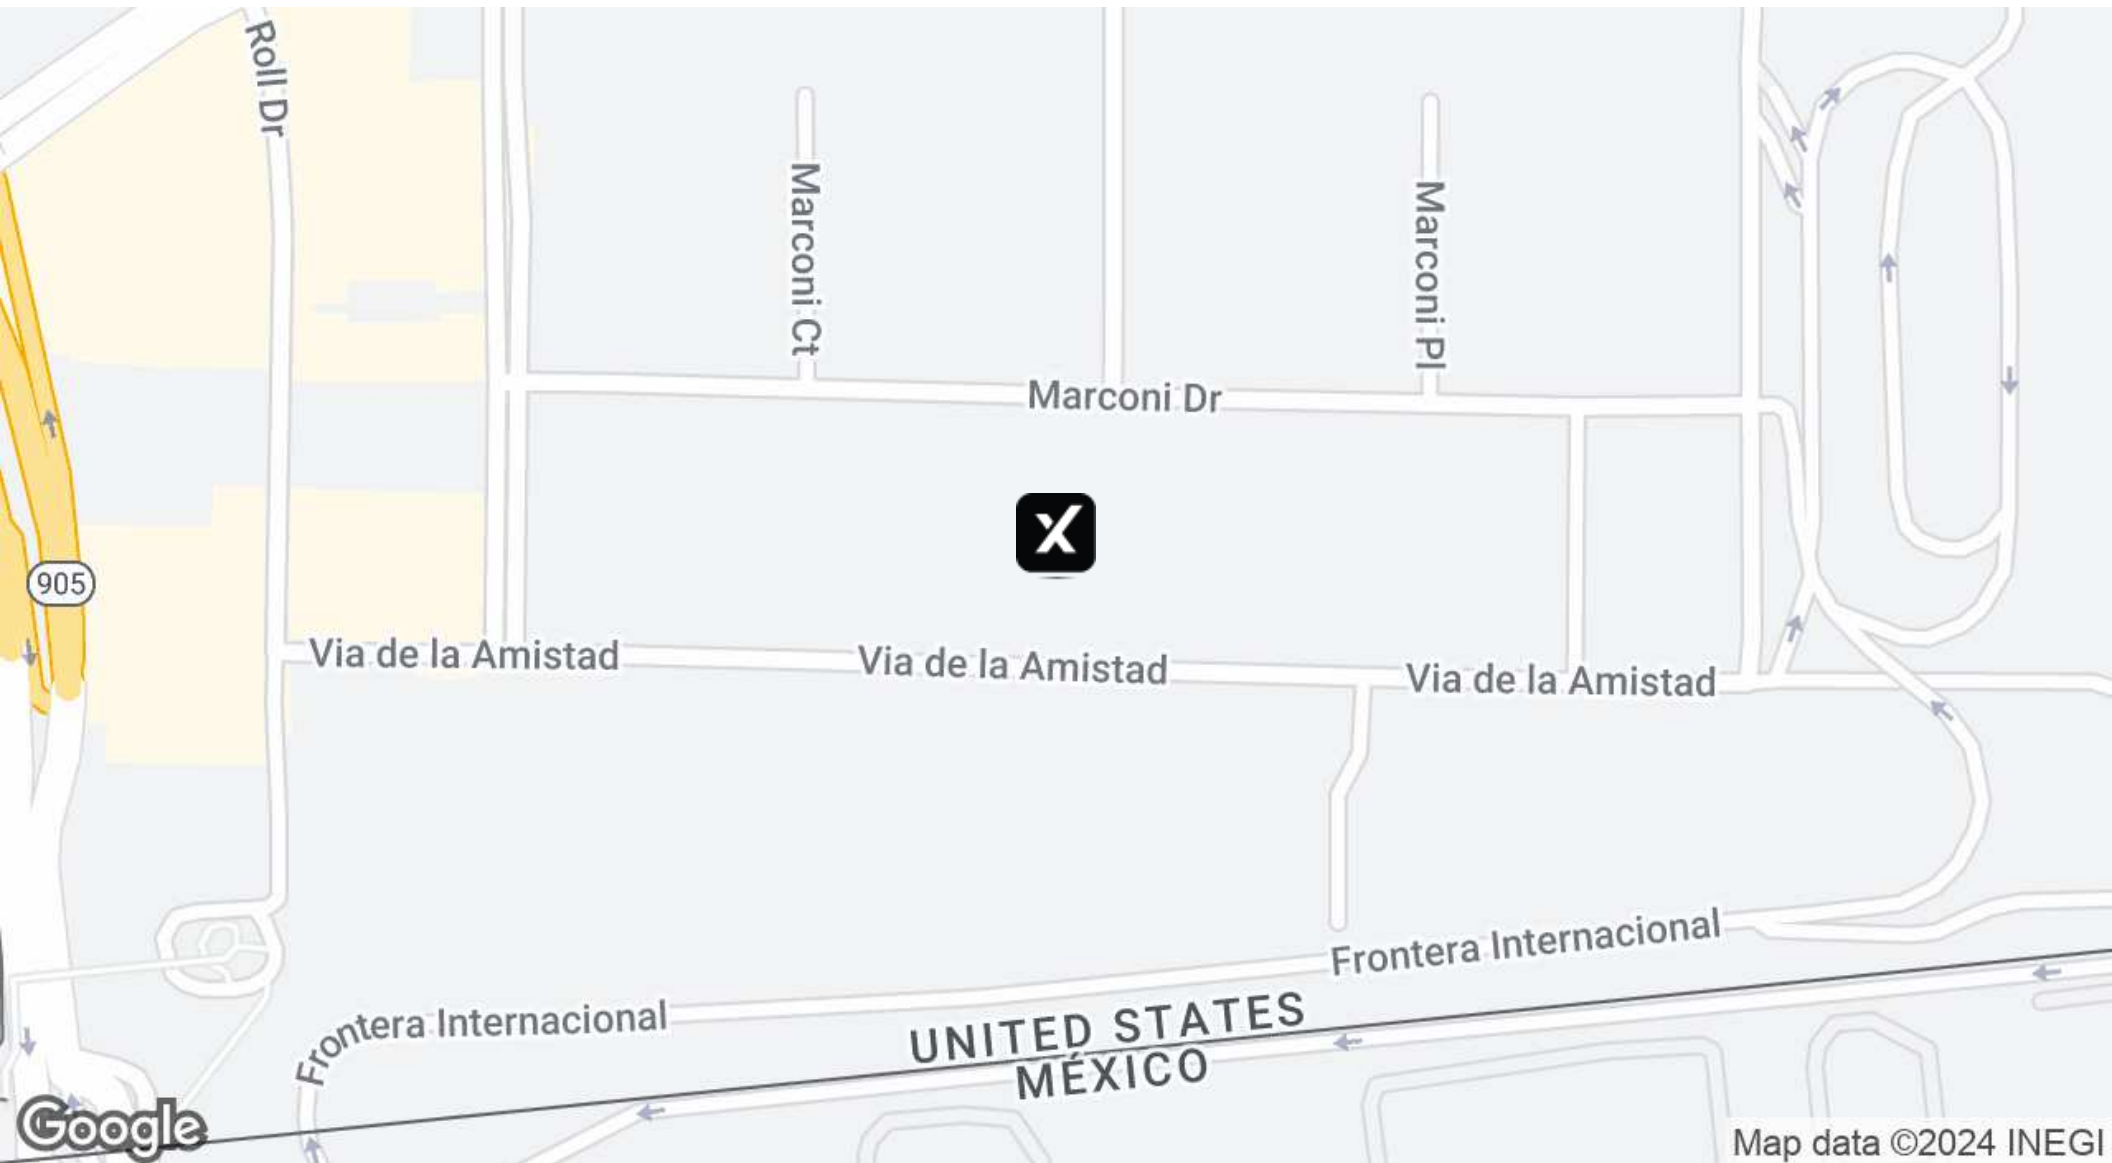 Roll Dr
Marconi Ct
Marconi Pl
Marconi Dr
X
905
Via de la Amistad
Via de la Amistad
Via de la Amistad
Frontera Internacional
Frontera Internacional
UNITED STATES
MÉXICO
Google
Map data ©2024 INEGI